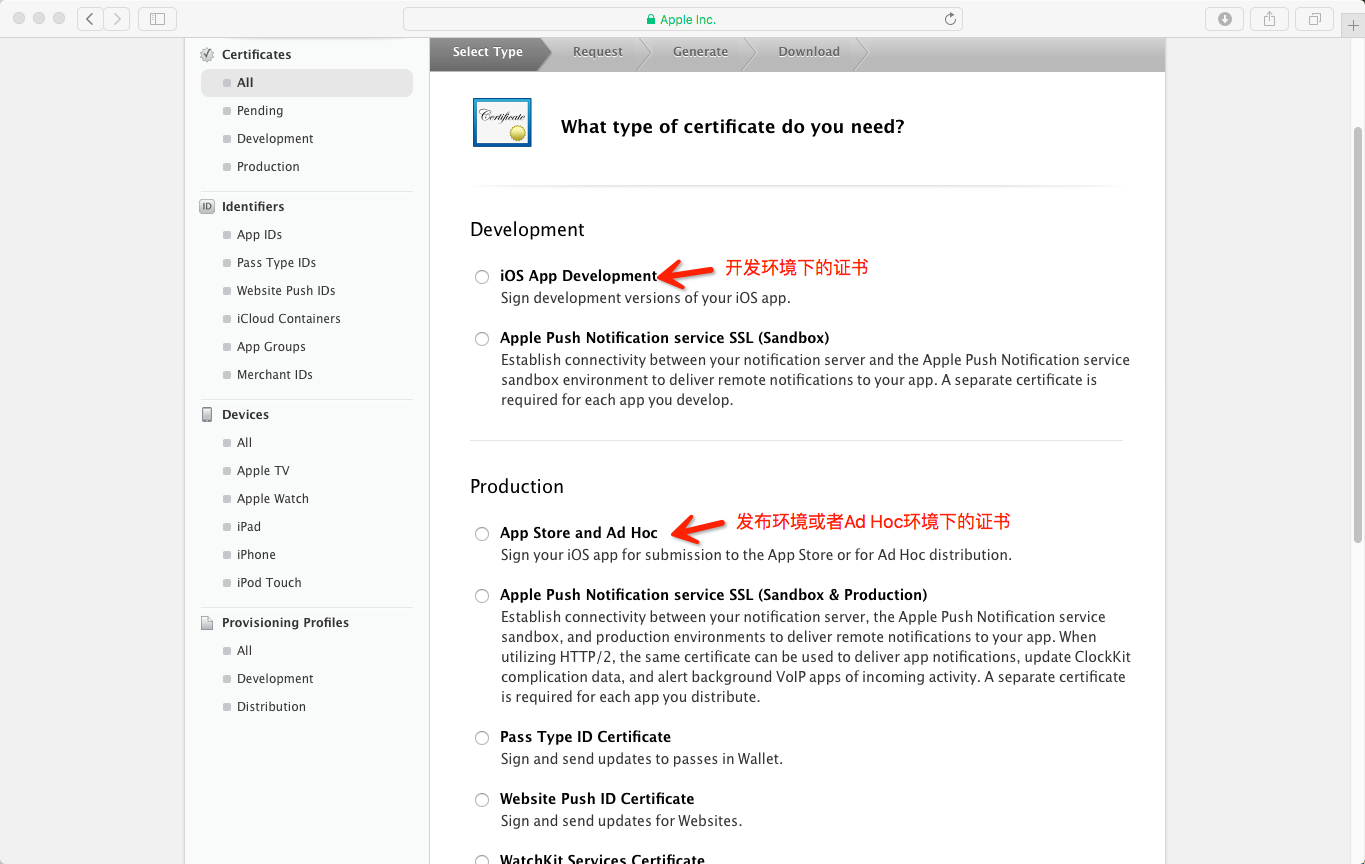 Apple Inc.
Certificates
All
Pending
Development
Production
ID Identifiers
App IDs
Pass Type IDs
Website Push IDs
iCloud Containers
App Groups
Merchant IDs
Devices
All
Apple TV
Apple Watch
iPad
iPhone
iPod Touch
Provisioning Profiles
All
Development
Distribution
Select Type Request Generate Download
Certificate
What type of certificate do you need?
Development
iOS App Development 开发环境下的证书
Sign development versions of your iOS app.
Apple Push Notification service SSL (Sandbox)
Establish connectivity between your notification server and the Apple Push Notification service
sandbox environment to deliver remote notifications to your app. A separate certificate is
required for each app you develop.
Production
App Store and Ad Hoc 发布环境或者Ad Hoc环境下的证书
Sign your iOS app for submission to the App Store or for Ad Hoc distribution.
Apple Push Notification service SSL (Sandbox & Production)
Establish connectivity between your notification server, the Apple Push Notification service
sandbox, and production environments to deliver remote notifications to your app. When
utilizing HTTP/2, the same certificate can be used to deliver app notifications, update ClockKit
complication data, and alert background VoIP apps of incoming activity. A separate certificate
is required for each app you distribute.
Pass Type ID Certificate
Sign and send updates to passes in Wallet.
Website Push ID Certificate
Sign and send updates for Websites.
WatchKit Services Certificate